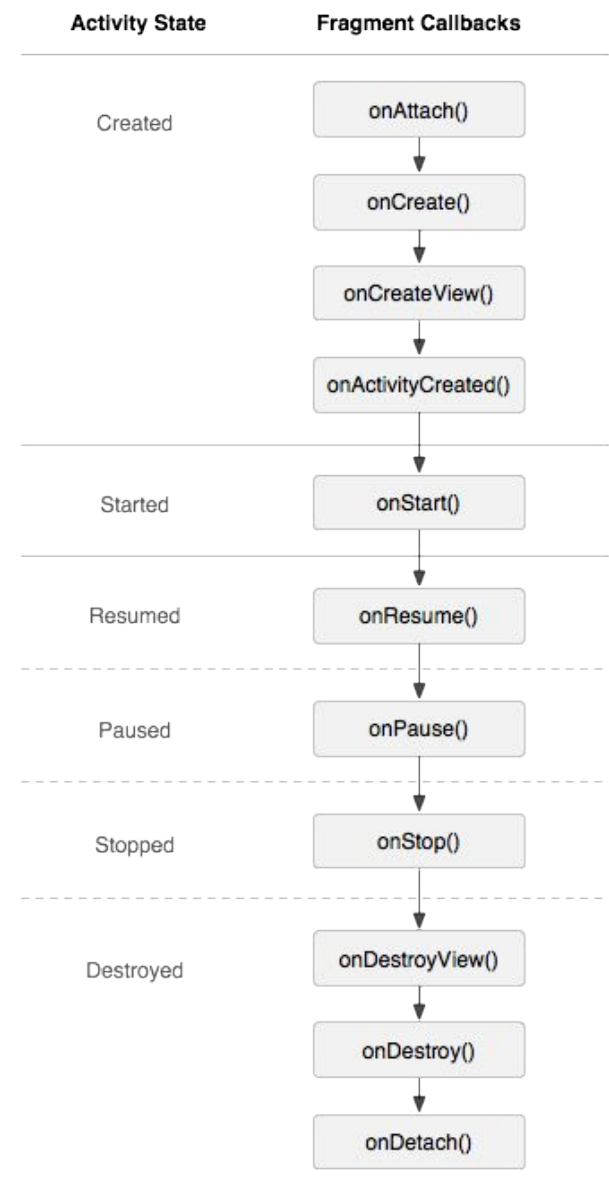 Activity State Fragment Callbacks
Created
onAttach()
onCreate()
onCreateView()
onActivityCreated()
Started
onStart()
Resumed
onResume()
Paused
onPause()
Stopped
onStop()
Destroyed
onDestroyView()
onDestroy()
onDetach()